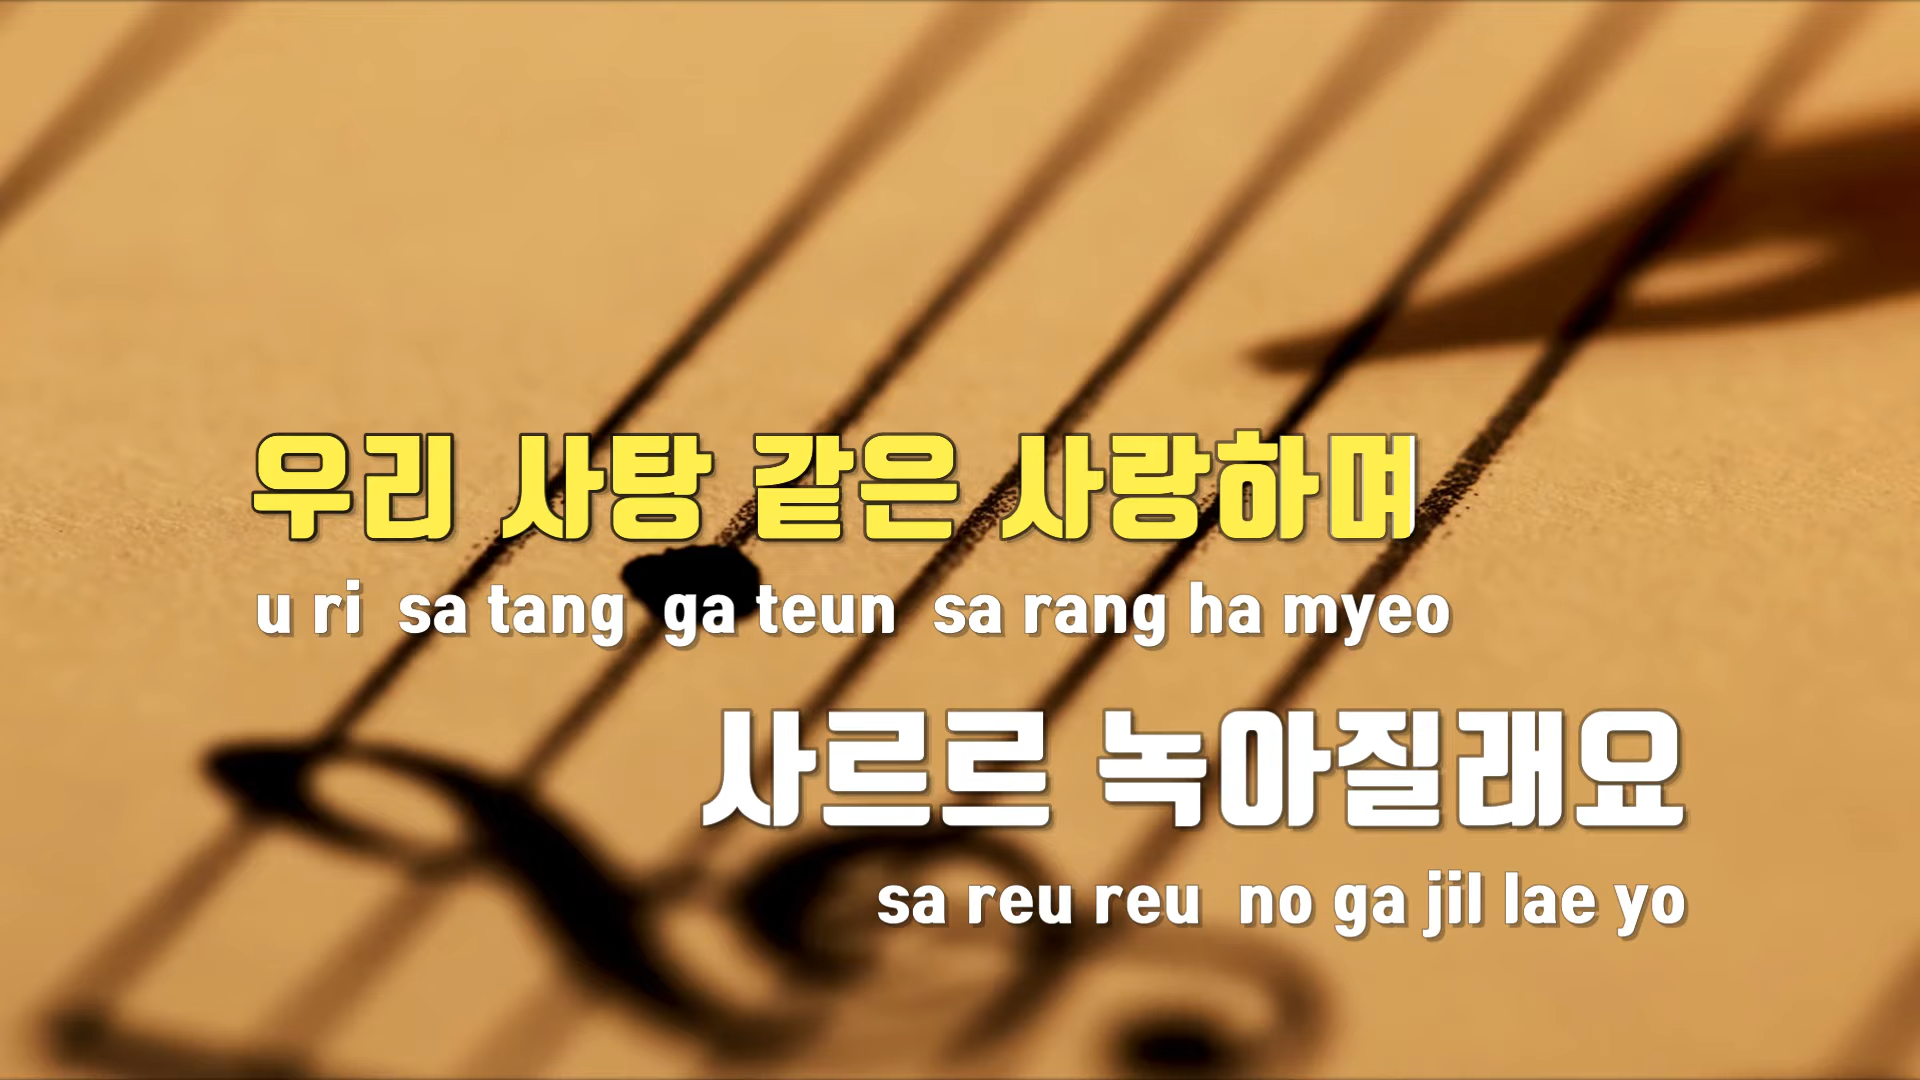 우리 사탕 같은 사랑하며
u ri sa tang ga teun sa rang ha myeo
사르르 녹아질래요
sa reu reu no ga jil lae yo